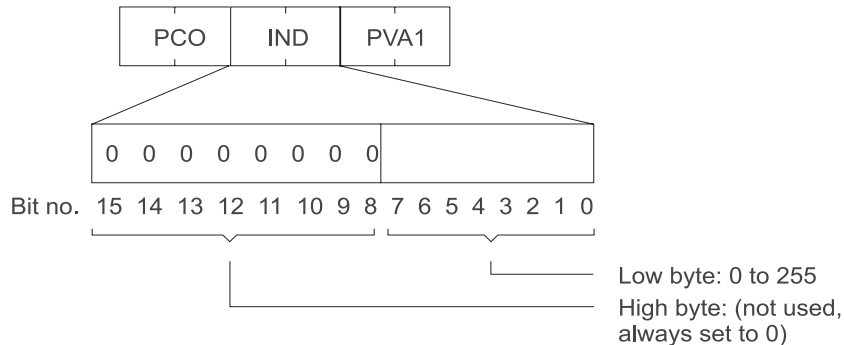 PCO IND PVA1
0 0 0 0 0 0 0 0
Bit no. 15 14 13 12 11 10 9 8 7 6 5 4 3 2 1 0
Low byte: 0 to 255
High byte: (not used,
always set to 0)